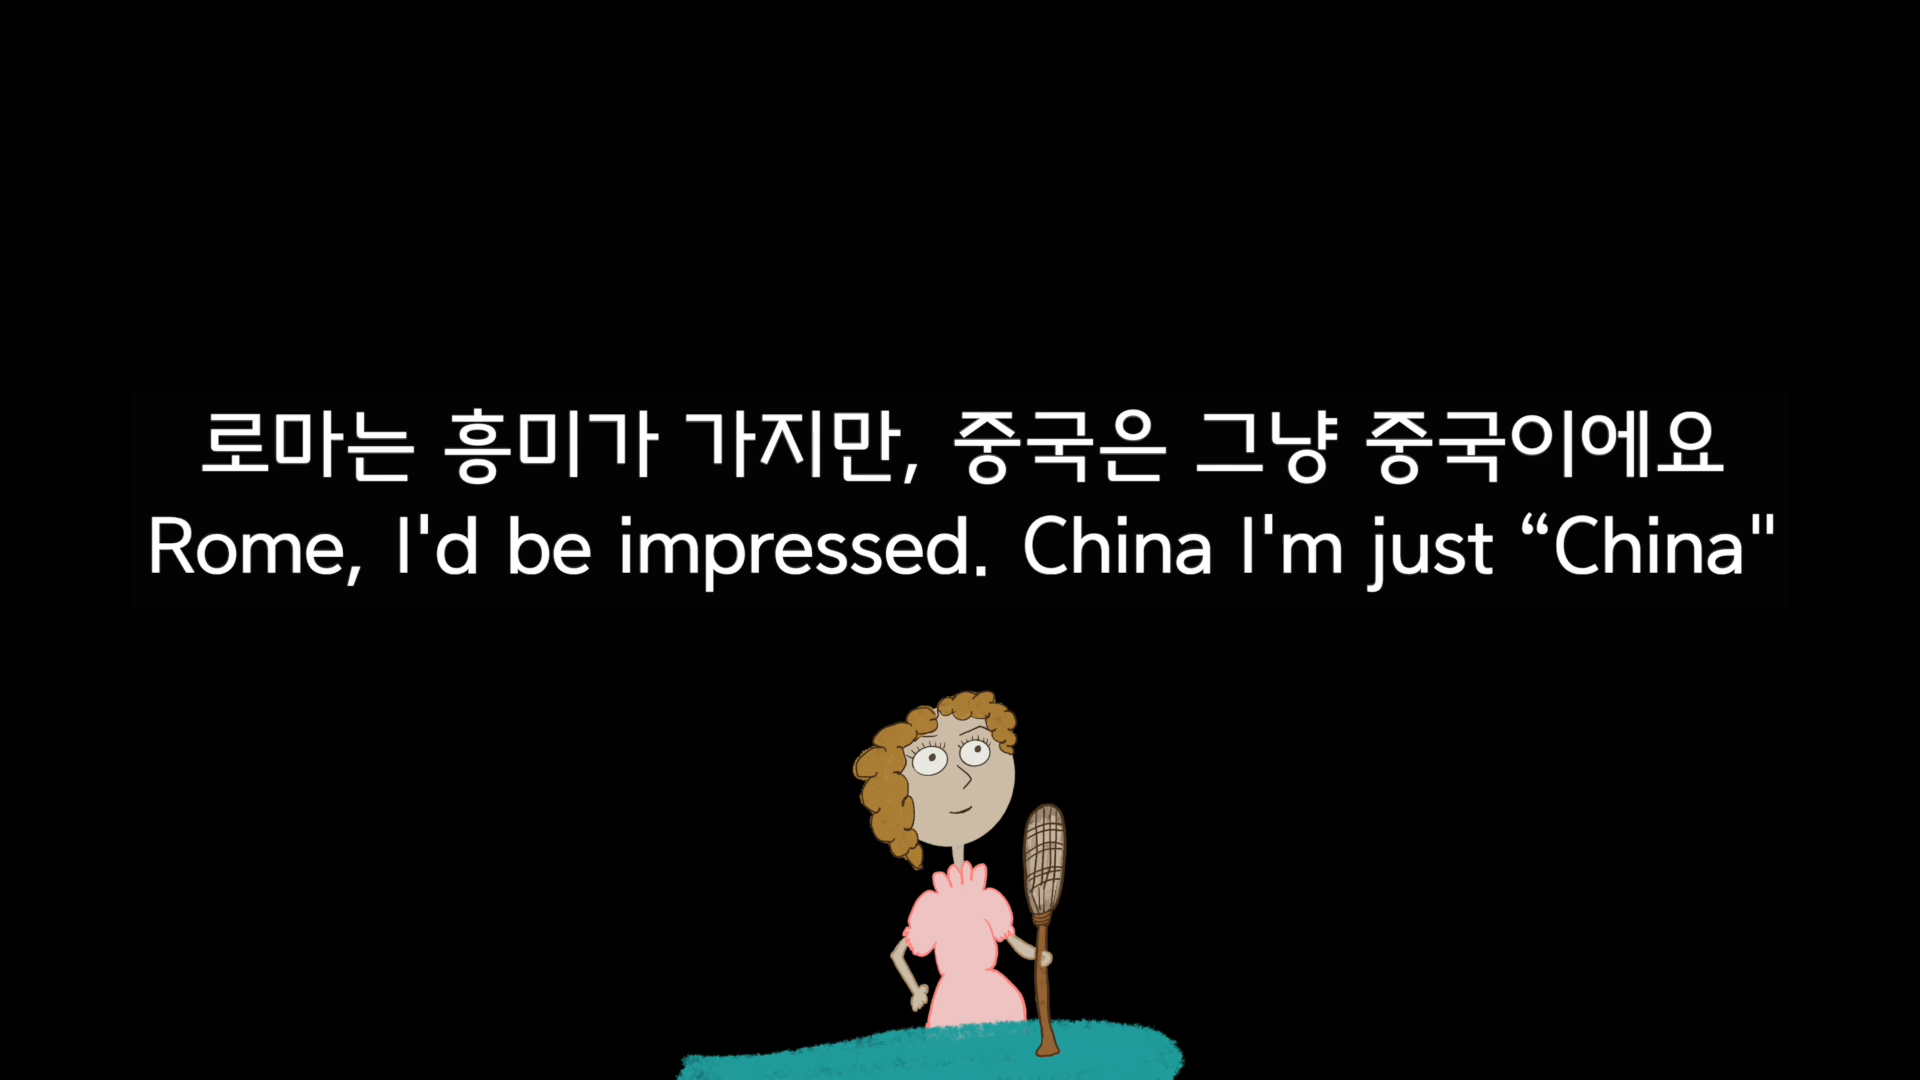 로마는 흥미가 가지만, 중국은 그냥 중국이에요
Rome, I'd be impressed. China I'm just “China"